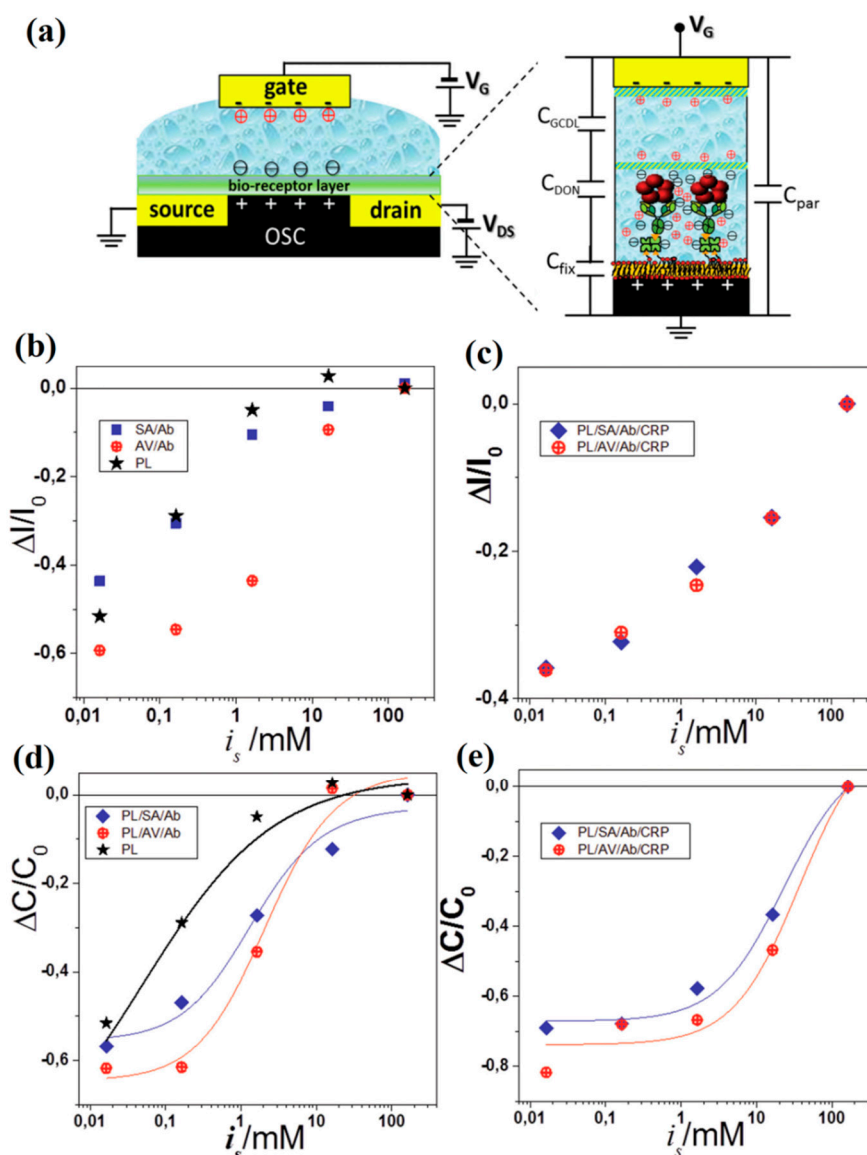 (a)
V_G
gate
V_G
bio-receptor layer
source
drain
OSC
V_DS
C_GCDL
C_DON
C_fix
C_par
(b)
0,0
-0,2
-0,4
-0,6
ΔI/I_0
SA/Ab
AV/Ab
PL
0,01
0,1
1
10
100
i_s /mM
(c)
0,0
-0,2
-0,4
ΔI/I_0
PL/SA/Ab/CRP
PL/AV/Ab/CRP
0,01
0,1
1
10
100
i_s /mM
(d)
0,0
-0,2
-0,4
-0,6
ΔC/C_0
PL/SA/Ab
PL/AV/Ab
PL
0,01
0,1
1
10
100
i_s/mM
(e)
0,0
-0,2
-0,4
-0,6
-0,8
ΔC/C_0
PL/SA/Ab/CRP
PL/AV/Ab/CRP
0,01
0,1
1
10
100
i_s/mM